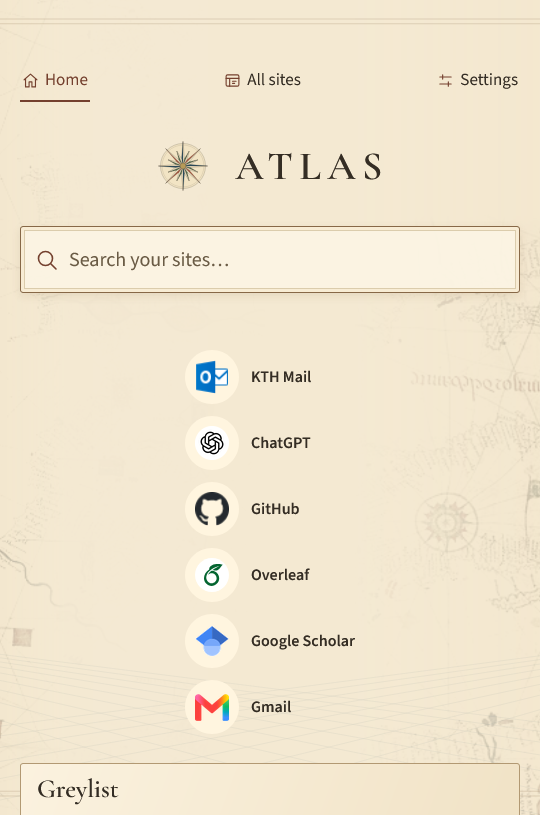 Home
All sites
Settings
ATLAS
Search your sites…
KTH Mail
ChatGPT
GitHub
Overleaf
Google Scholar
Gmail
Greylist